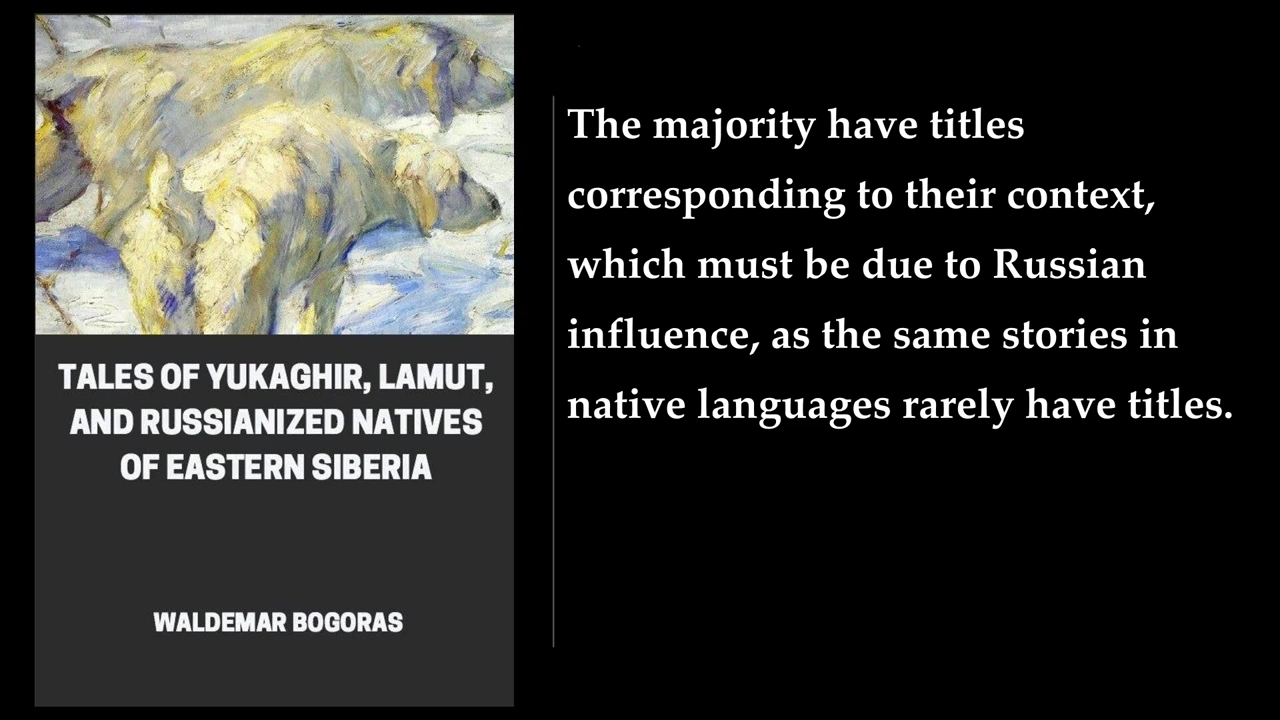 TALES OF YUKAGHIR, LAMUT,
AND RUSSIANIZED NATIVES
OF EASTERN SIBERIA
WALDEMAR BOGORAS
The majority have titles
corresponding to their context,
which must be due to Russian
influence, as the same stories in
native languages rarely have titles.